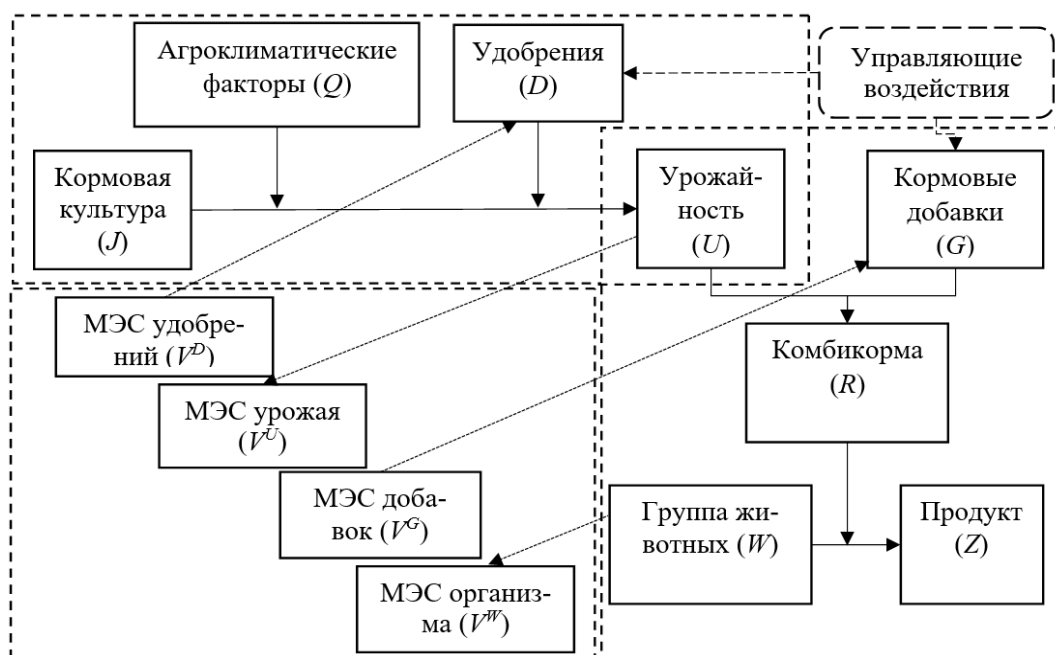 Агроклиматические
факторы (Q)
Удобрения
(D)
Управляющие
воздействия
Кормовая
культура
(J)
Урожай-
ность
(U)
Кормовые
добавки
(G)
МЭС удобре-
ний (V^D)
Комбикорма
(R)
МЭС урожая
(V^U)
МЭС доба-
вок (V^G)
Группа жи-
вотных (W)
Продукт
(Z)
МЭС организ-
ма (V^W)